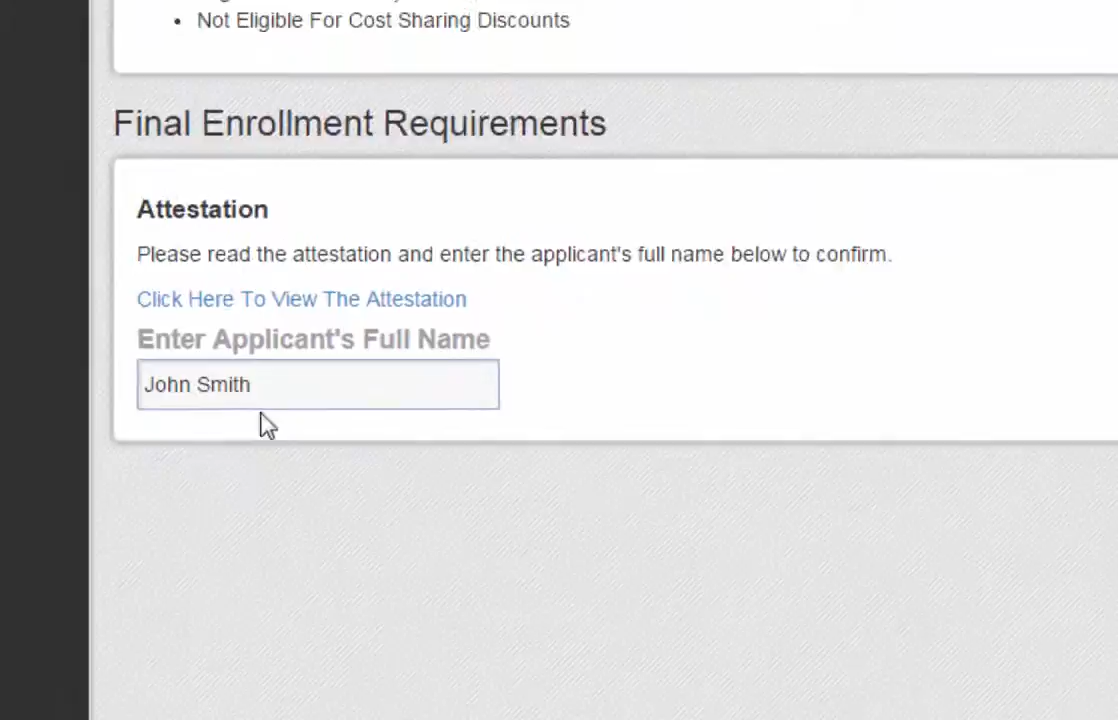 Not Eligible For Cost Sharing Discounts
Final Enrollment Requirements
Attestation
Please read the attestation and enter the applicant's full name below to confirm.
Click Here To View The Attestation
Enter Applicant's Full Name
John Smith